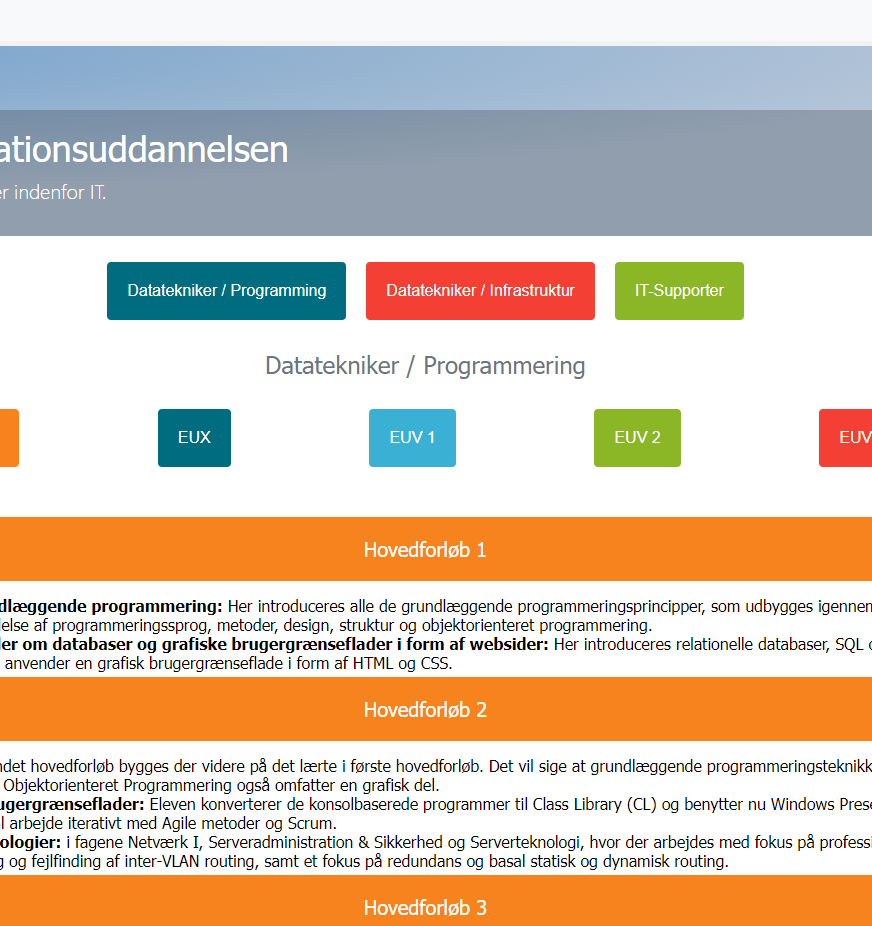 ationsuddannelsen
er indenfor IT.
Datatekniker / Programming
Datatekniker / Infrastruktur
IT-Supporter
Datatekniker / Programmering
EUX
EUV 1
EUV 2
EUV
Hovedforløb 1
dlæggende programmering: Her introduceres alle de grundlæggende programmeringsprincipper, som udbygges igennem
lelse af programmeringssprog, metoder, design, struktur og objektorienteret programmering.
ler om databaser og grafiske brugergrænseflader i form af websider: Her introduceres relationelle databaser, SQL o
anvender en grafisk brugergrænseflade i form af HTML og CSS.
Hovedforløb 2
ndet hovedforløb bygges der videre på det lærte i første hovedforløb. Det vil sige at grundlæggende programmeringsteknikk
Objektorienteret Programmering også omfatter en grafisk del.
ugergrænseflader: Eleven konverterer de konsolbaserede programmer til Class Library (CL) og benytter nu Windows Prese
l arbejde iterativt med Agile metoder og Scrum.
ologier: i fagene Netværk I, Serveradministration & Sikkerhed og Serverteknologi, hvor der arbejdes med fokus på professi
g og fejlfinding af inter-VLAN routing, samt et fokus på redundans og basal statisk og dynamisk routing.
Hovedforløb 3